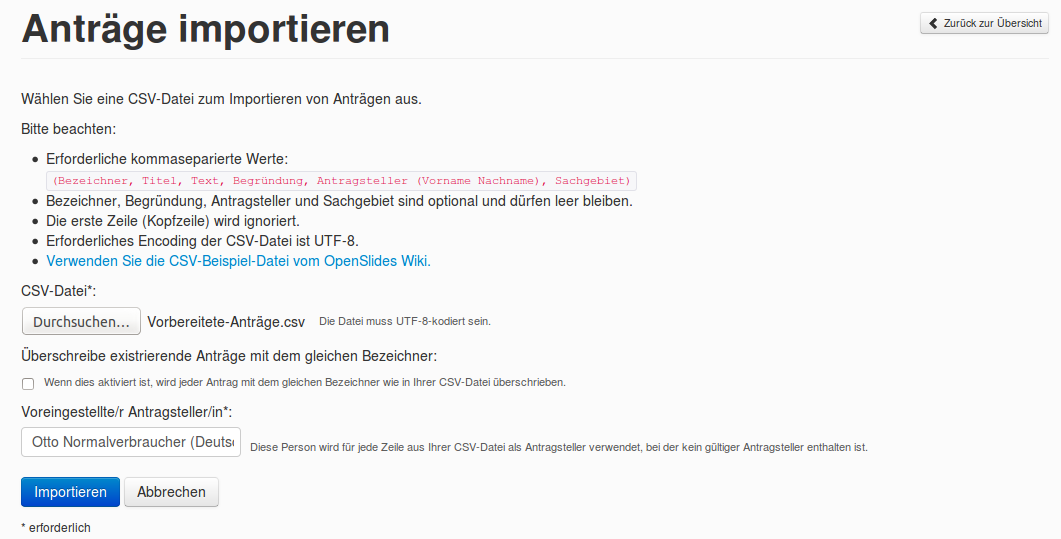 Anträge importieren
Zurück zur Übersicht
Wählen Sie eine CSV-Datei zum Importieren von Anträgen aus.
Bitte beachten:
Erforderliche kommaseparierte Werte:
(Bezeichner, Titel, Text, Begründung, Antragsteller (Vorname Nachname), Sachgebiet)
Bezeichner, Begründung, Antragsteller und Sachgebiet sind optional und dürfen leer bleiben.
Die erste Zeile (Kopfzeile) wird ignoriert.
Erforderliches Encoding der CSV-Datei ist UTF-8.
Verwenden Sie die CSV-Beispiel-Datei vom OpenSlides Wiki.
CSV-Datei*:
Durchsuchen... Vorbereitete-Anträge.csv Die Datei muss UTF-8-kodiert sein.
Überschreibe existrierende Anträge mit dem gleichen Bezeichner:
Wenn dies aktiviert ist, wird jeder Antrag mit dem gleichen Bezeichner wie in Ihrer CSV-Datei überschrieben.
Voreingestellte/r Antragsteller/in*:
Otto Normalverbraucher (Deuts Diese Person wird für jede Zeile aus Ihrer CSV-Datei als Antragsteller verwendet, bei der kein gültiger Antragsteller enthalten ist.
Importieren Abbrechen
* erforderlich